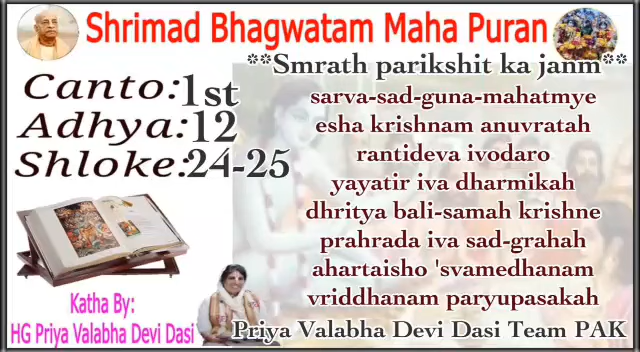 Shrimad Bhagwatam Maha Puran
**Smrath parikshit ka janm**
Canto:1st
Adhya:12
Shloke:24-25
sarva-sad-guna-mahatmye
esha krishnam anuvratah
rantideva ivodaro
yayatir iva dharmikah
dhritya bali-samah krishne
prahrada iva sad-grahah
ahartaisho 'svamedhanam
vriddhanam paryupasakah
Katha By:
HG Priya Valabha Devi Dasi
Priya Valabha Devi Dasi Team PAK